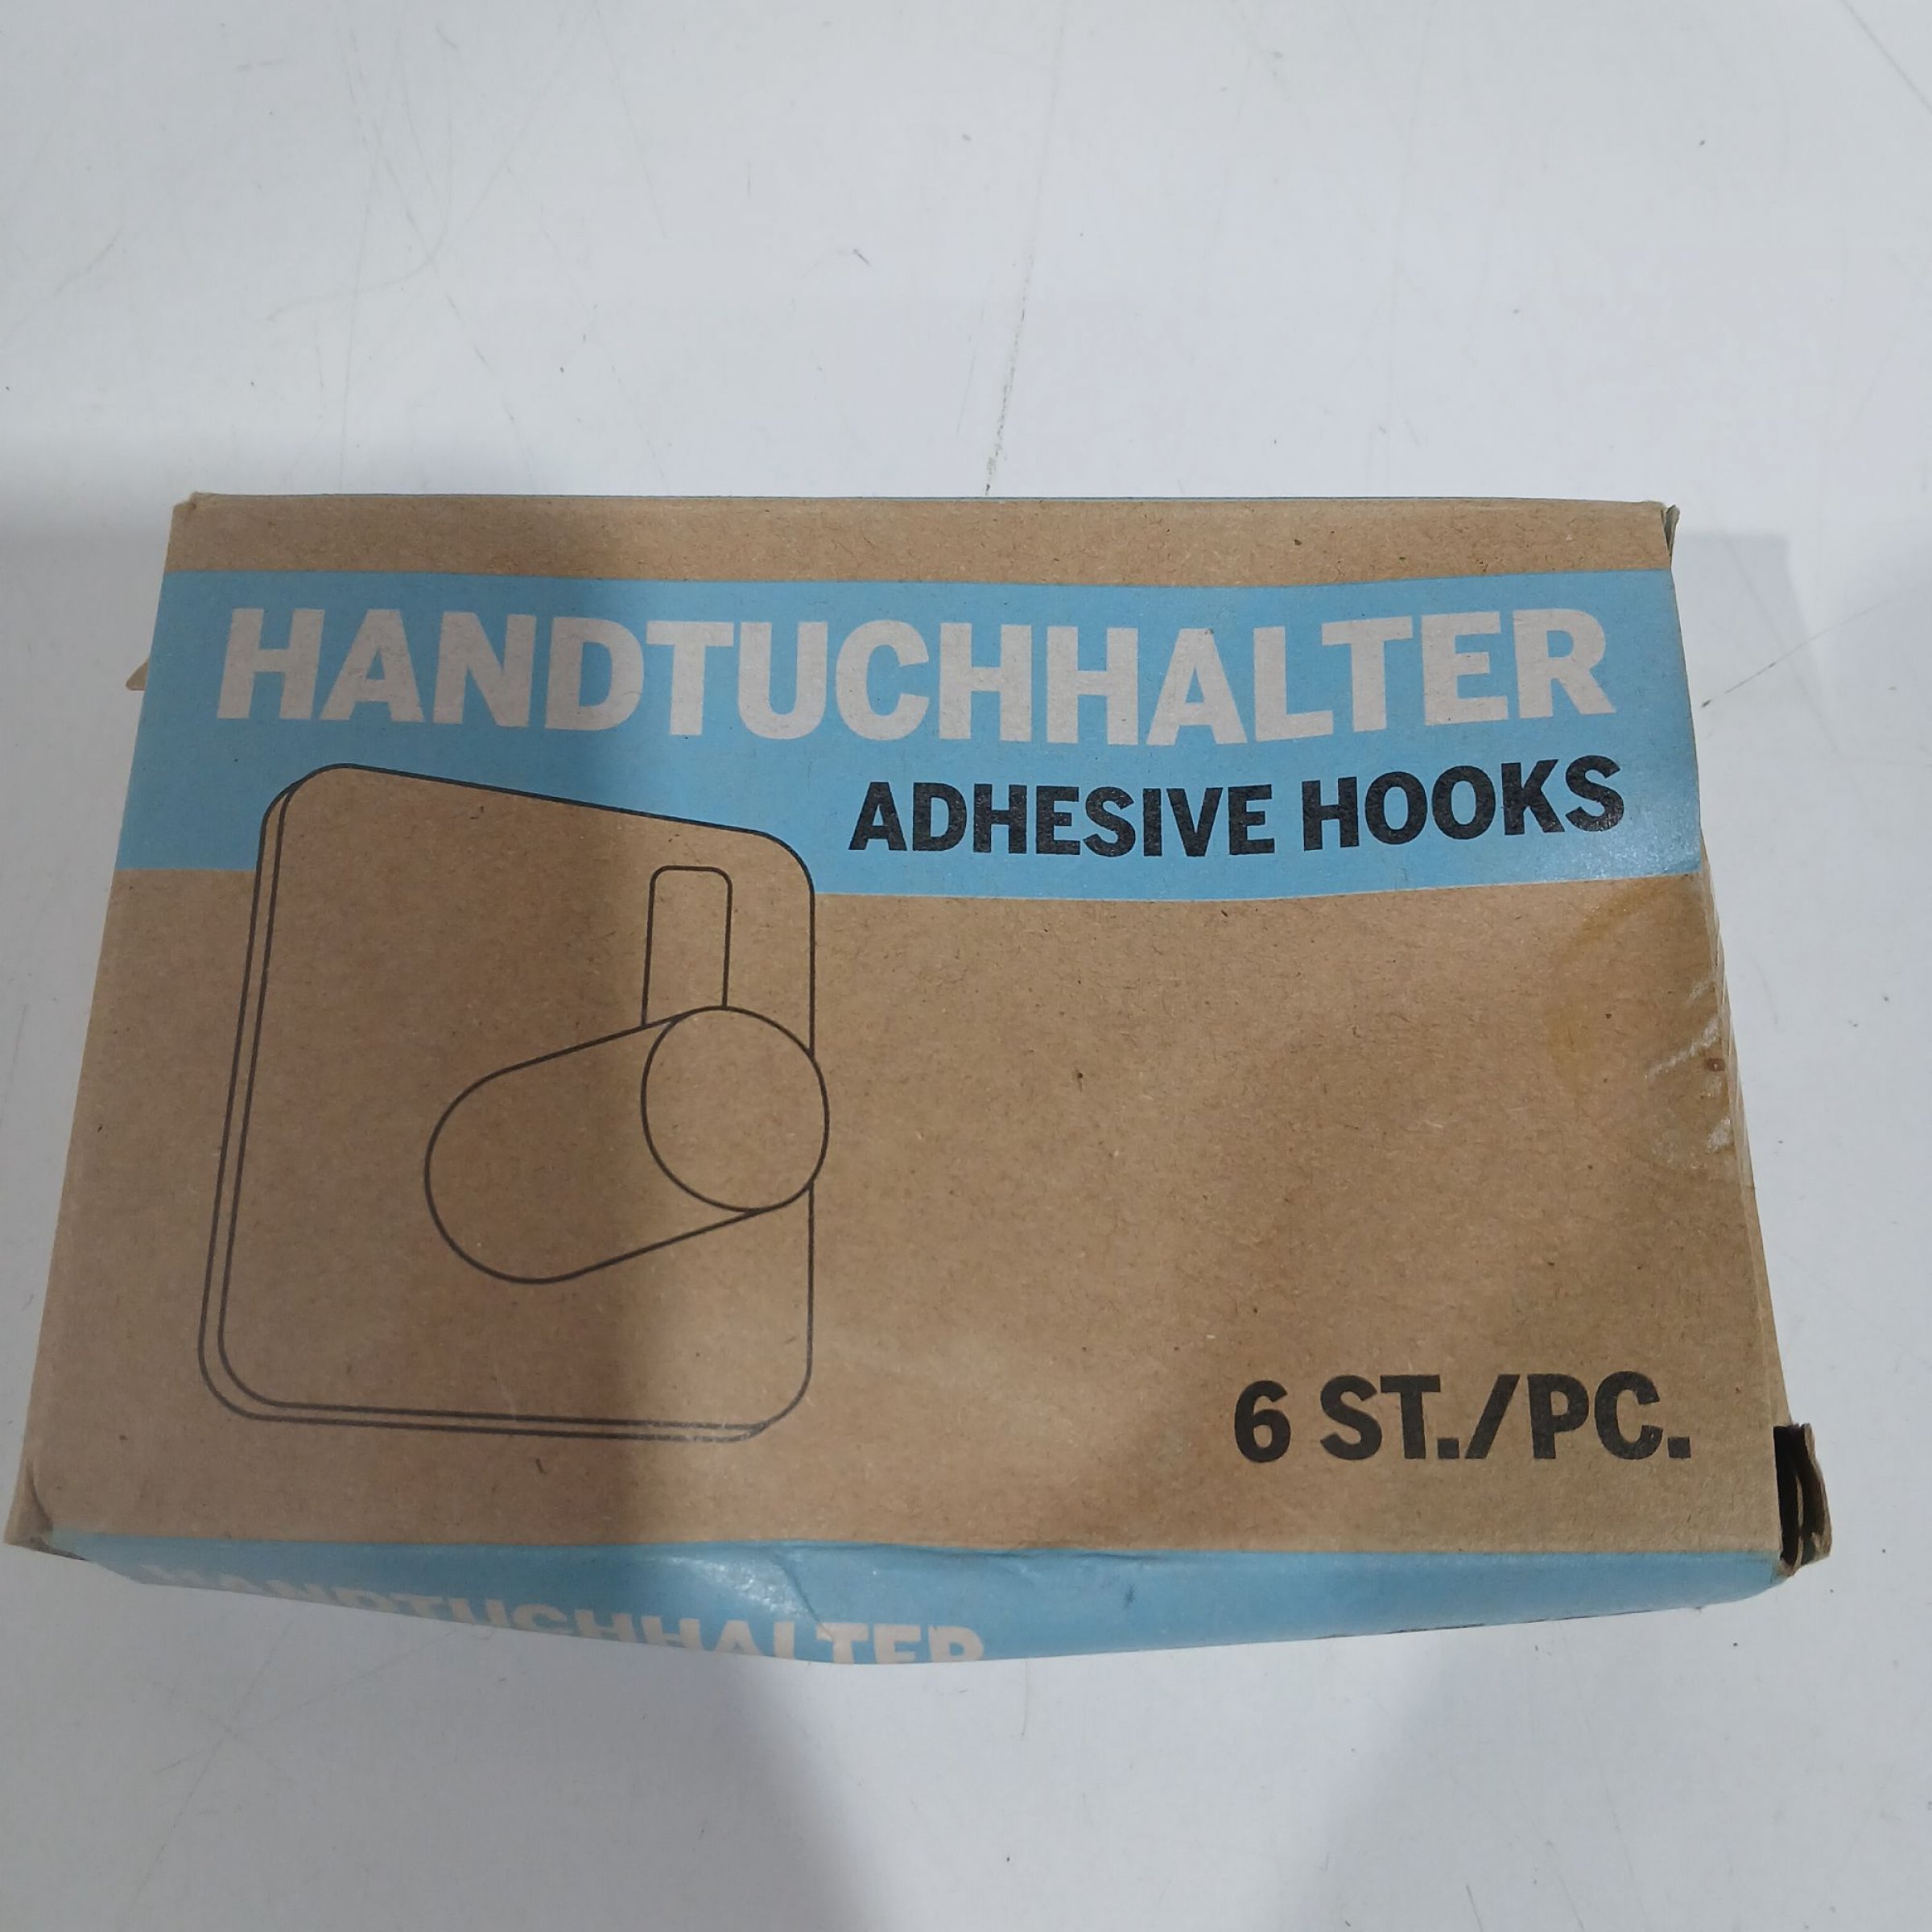 HANDTUCHHALTER
ADHESIVE HOOKS
6 ST./PC.
HANDTUCHHALTER